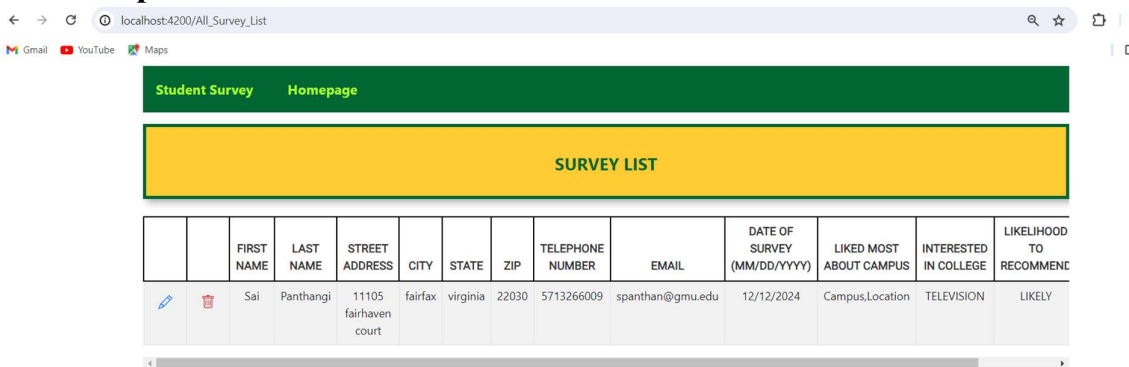 localhost:4200/All_Survey_List
Gmail YouTube Maps
Student Survey Homepage
SURVEY LIST
FIRST NAME LAST NAME STREET ADDRESS CITY STATE ZIP TELEPHONE NUMBER EMAIL DATE OF SURVEY (MM/DD/YYYY) LIKED MOST ABOUT CAMPUS INTERESTED IN COLLEGE LIKELIHOOD TO RECOMMEND
Sai Panthangi 11105 fairhaven court fairfax virginia 22030 5713266009 spanthan@gmu.edu 12/12/2024 Campus,Location TELEVISION LIKELY